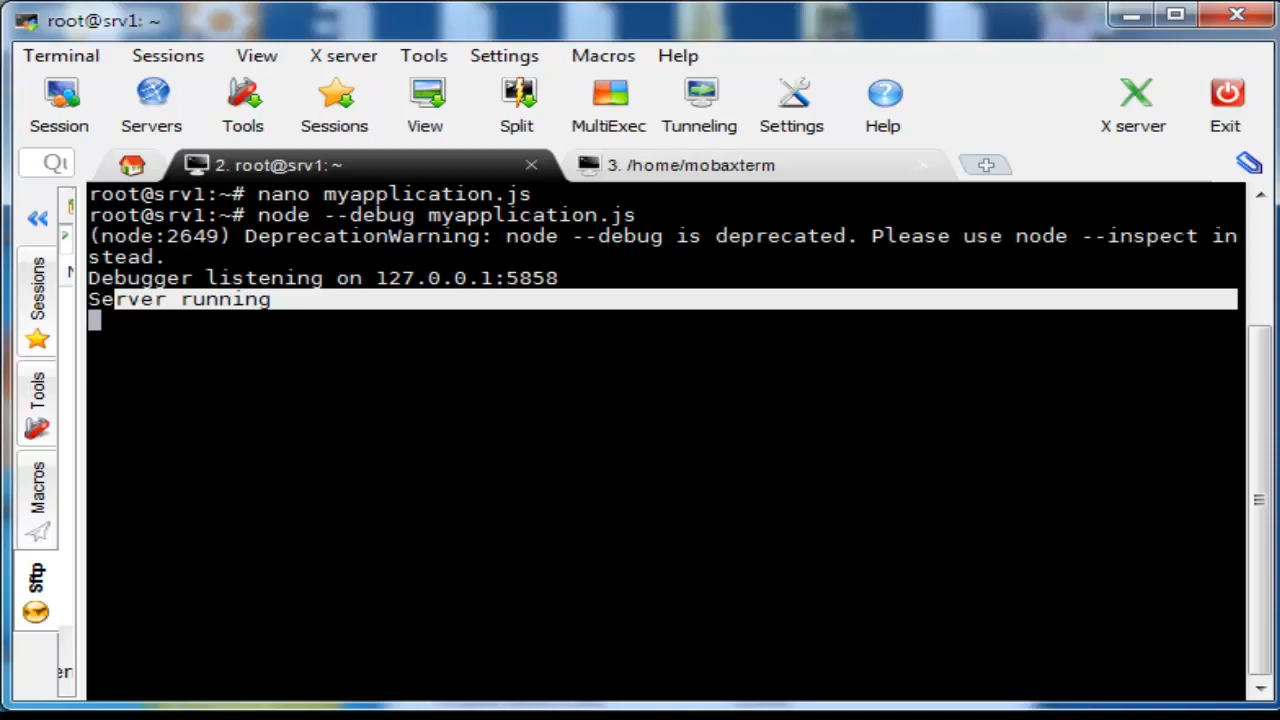 root@srv1: ~
Terminal Sessions View X server Tools Settings Macros Help
Session Servers Tools Sessions View Split MultiExec Tunneling Settings Help X server Exit
2. root@srv1: ~ 3. /home/mobaxterm
root@srv1:~# nano myapplication.js
root@srv1:~# node --debug myapplication.js
(node:2649) DeprecationWarning: node --debug is deprecated. Please use node --inspect in
stead.
Debugger listening on 127.0.0.1:5858
Server running
Sessions
Tools
Macros
Sftp